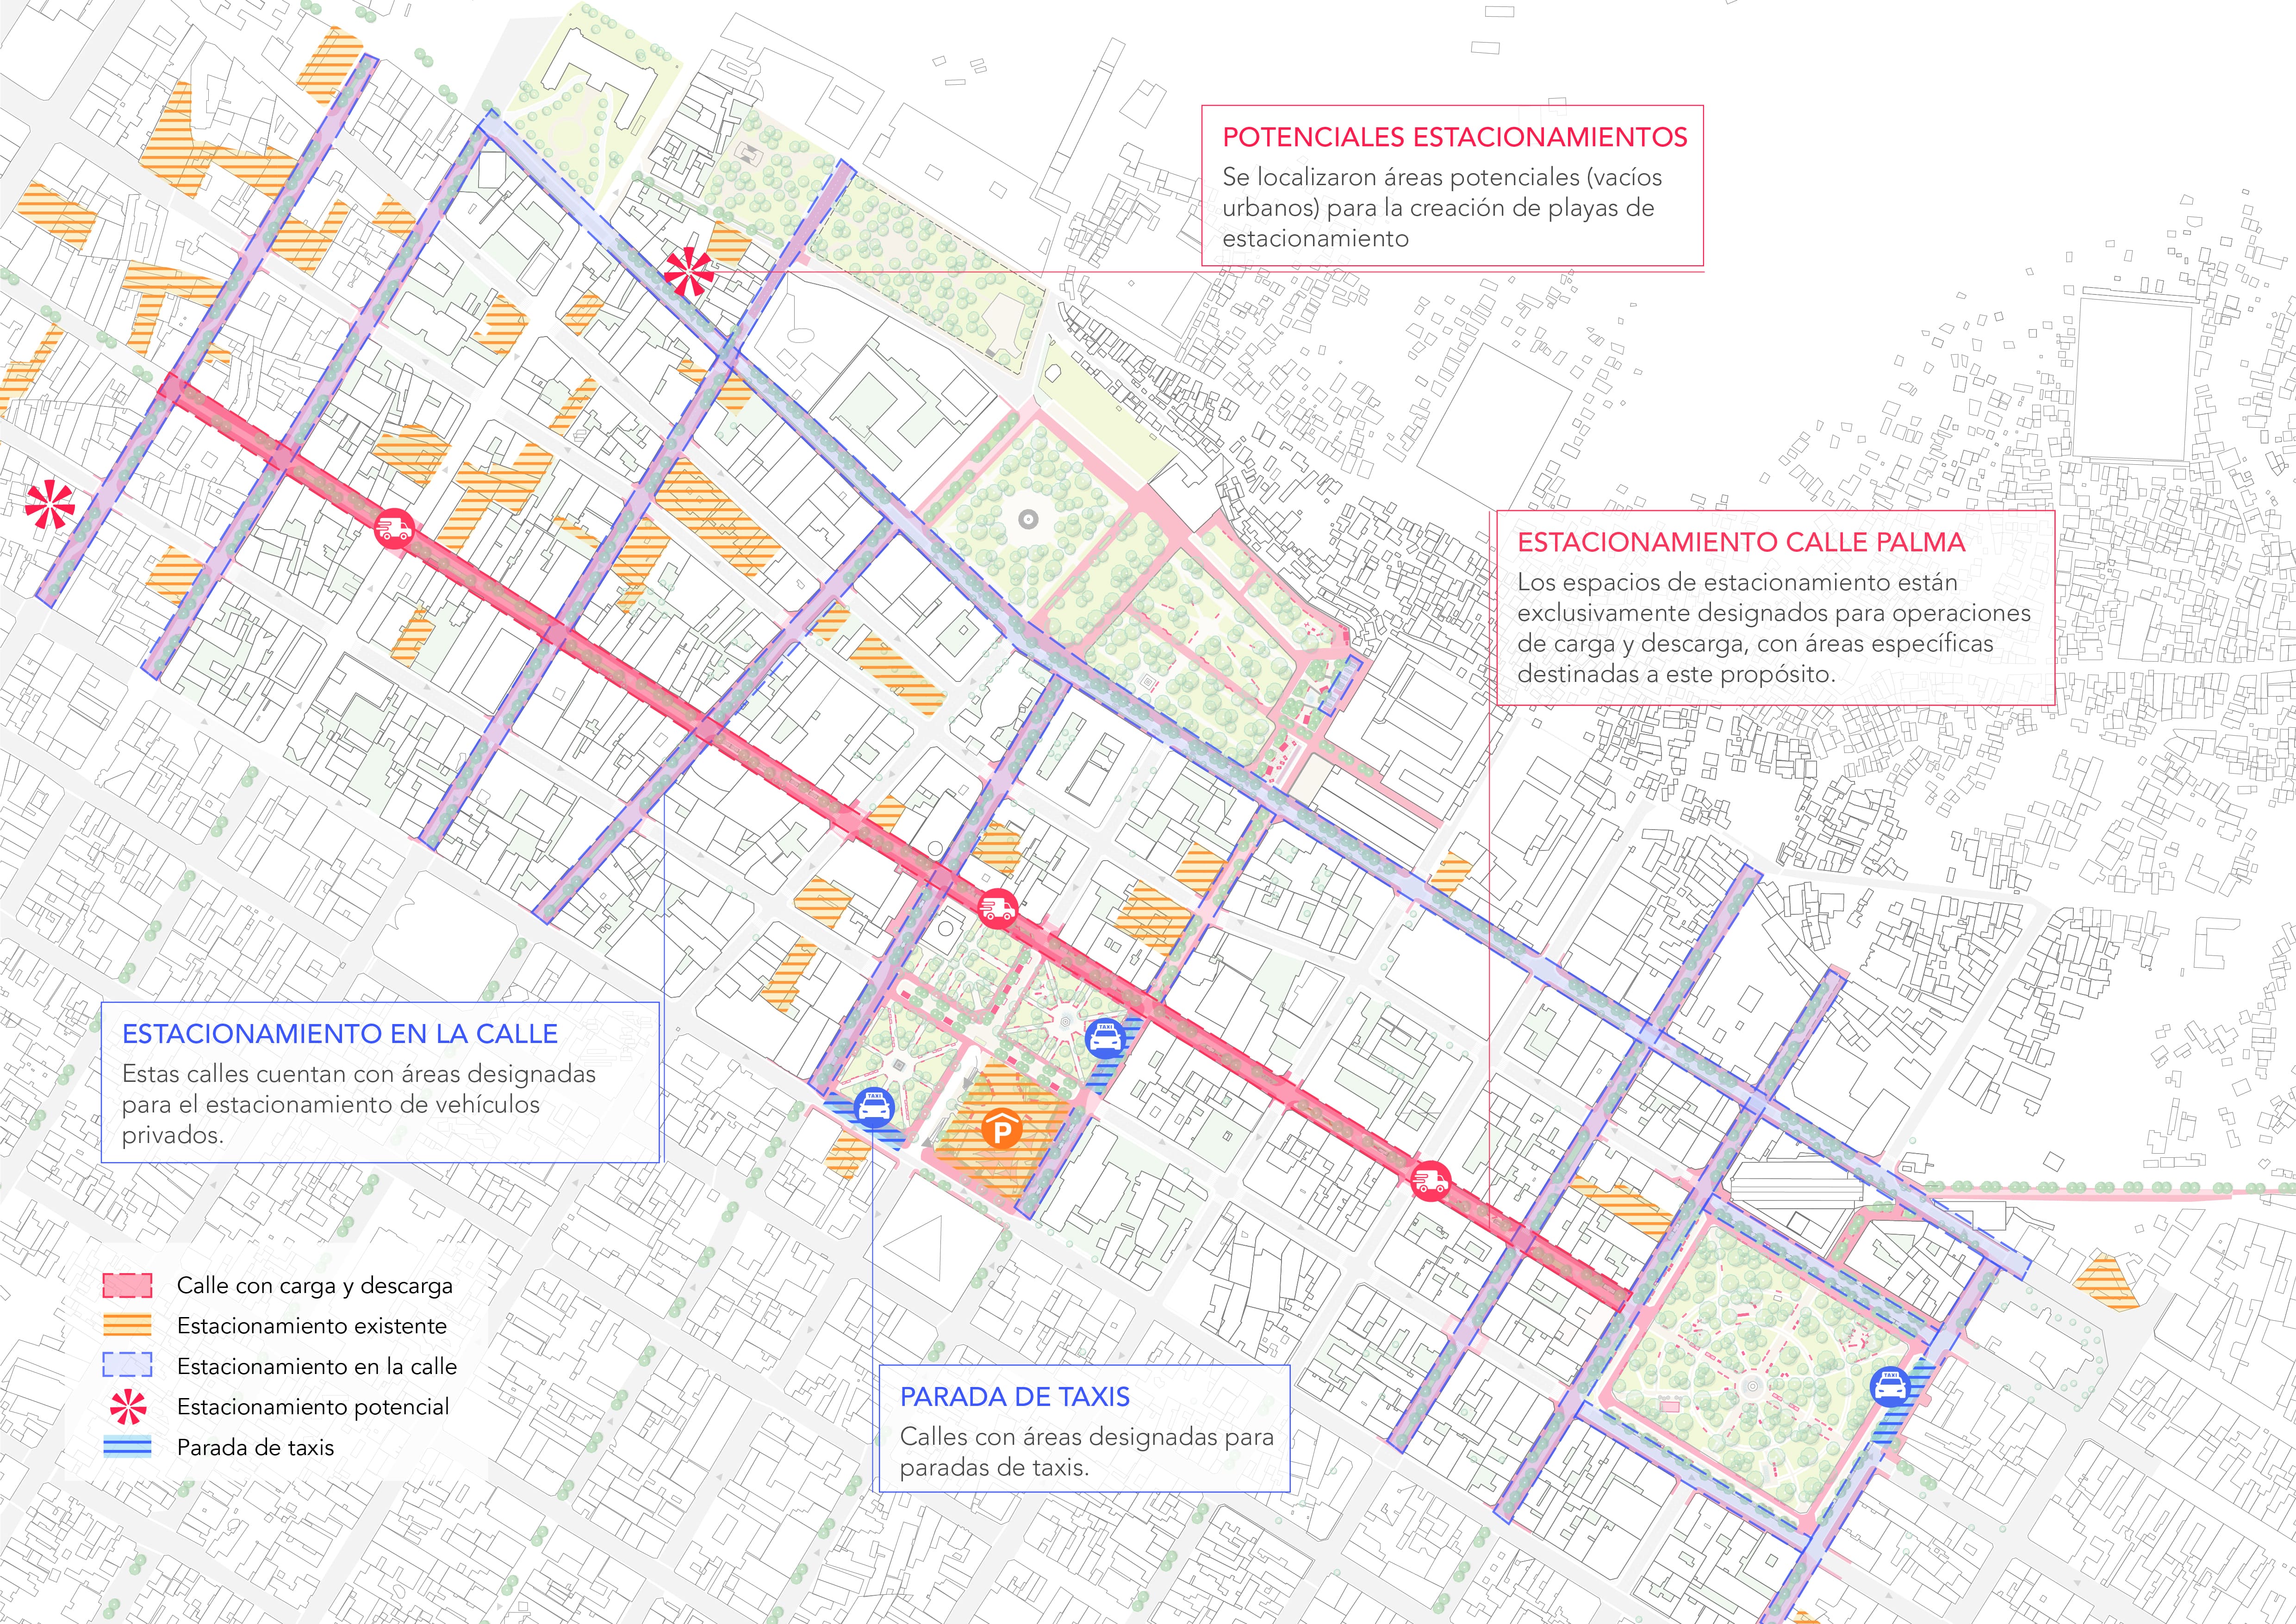 POTENCIALES ESTACIONAMIENTOS
Se localizaron áreas potenciales (vacíos
urbanos) para la creación de playas de
estacionamiento
ESTACIONAMIENTO CALLE PALMA
Los espacios de estacionamiento están
exclusivamente designados para operaciones
de carga y descarga, con áreas específicas
destinadas a este propósito.
ESTACIONAMIENTO EN LA CALLE
Estas calles cuentan con áreas designadas
para el estacionamiento de vehículos
privados.
TAXI
TAXI
P
Calle con carga y descarga
Estacionamiento existente
Estacionamiento en la calle
Estacionamiento potencial
Parada de taxis
PARADA DE TAXIS
Calles con áreas designadas para
paradas de taxis.
TAXI